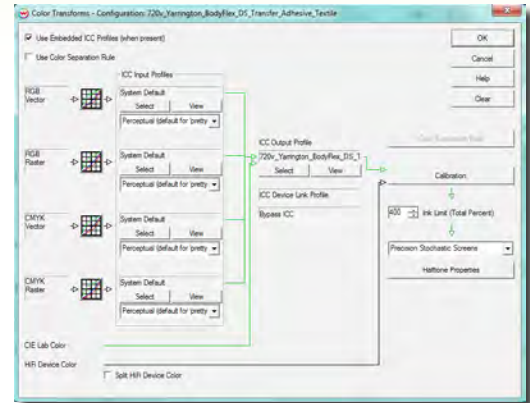 Color Transforms - Configuration: 720v_Yarrington_BodyFlex_DS_Transfer_Adhesive_Textile
Use Embedded ICC Profiles (when present)
Use Color Separation Rule
OK
Cancel
Help
Clear
ICC Input Profiles
RGB
Vector
System Default
Select
View
Perceptual (default for pretty
RGB
Raster
System Default
Select
View
Perceptual (default for pretty
CMYK
Vector
System Default
Select
View
Perceptual (default for pretty
CMYK
Raster
System Default
Select
View
Perceptual (default for pretty
ICC Output Profile
720v_Yarrington_BodyFlex_DS_1
Select
View
ICC Device Link Profile
Bypass ICC
Calibration
400
Ink Limit (Total Percent)
Precision Stochastic Screens
Halftone Properties
CIE Lab Color
HiFi Device Color
Split HiFi Device Color